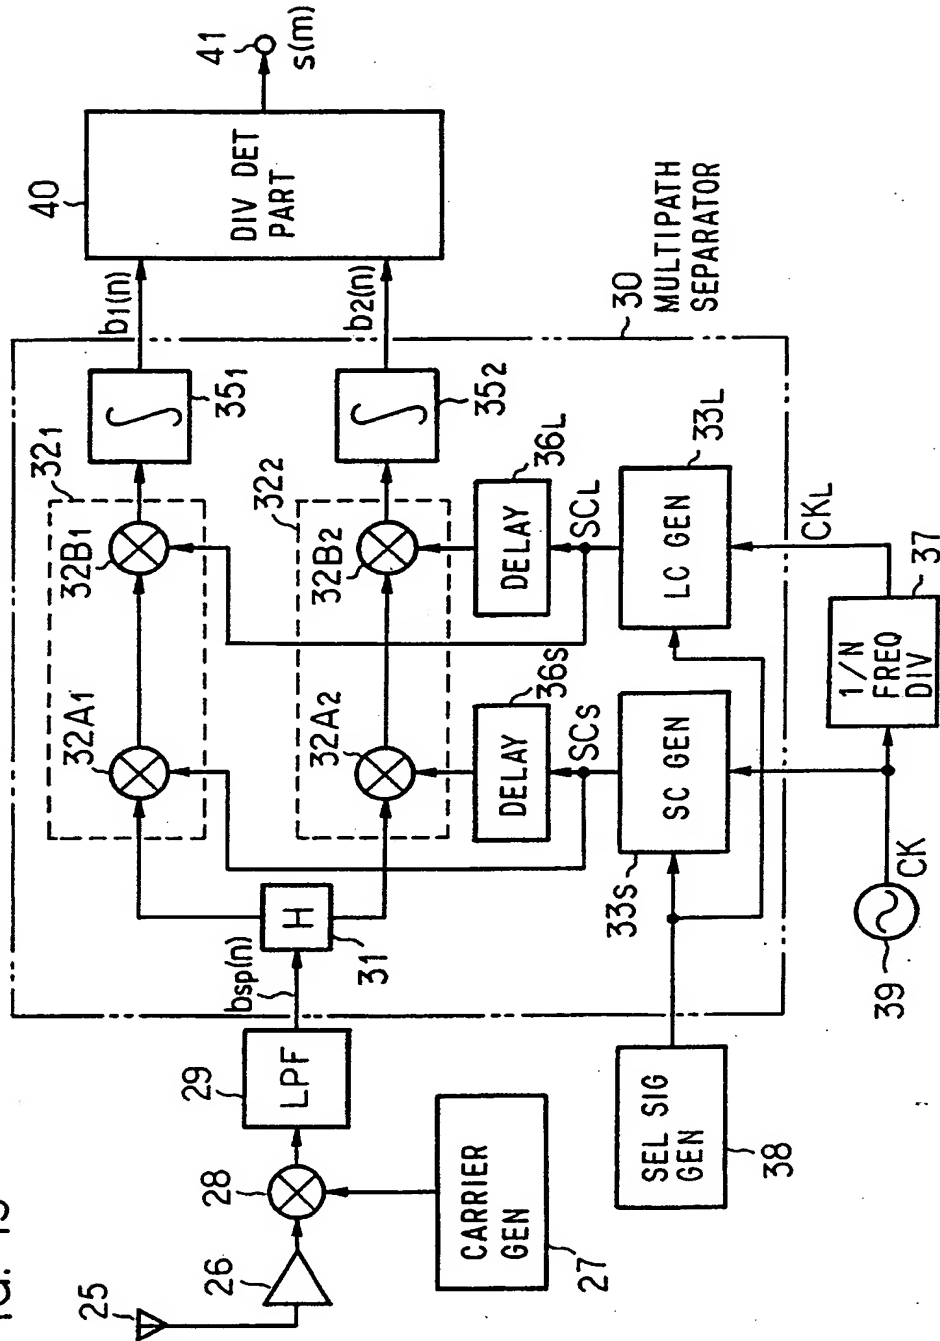 25
26
28
CARRIER
GEN
27
29
LPF
bsp(n)
H
31
321
32A1
32B1
351
∫
b1(n)
322
32A2
32B2
352
∫
b2(n)
40
DIV DET
PART
41
s(m)
36S
DELAY
SCS
36L
DELAY
SCL
33S
SC GEN
33L
LC GEN
30
MULTIPATH
SEPARATOR
SEL SIG
GEN
38
39
CK
1/N
FREQ
DIV
37
CKL